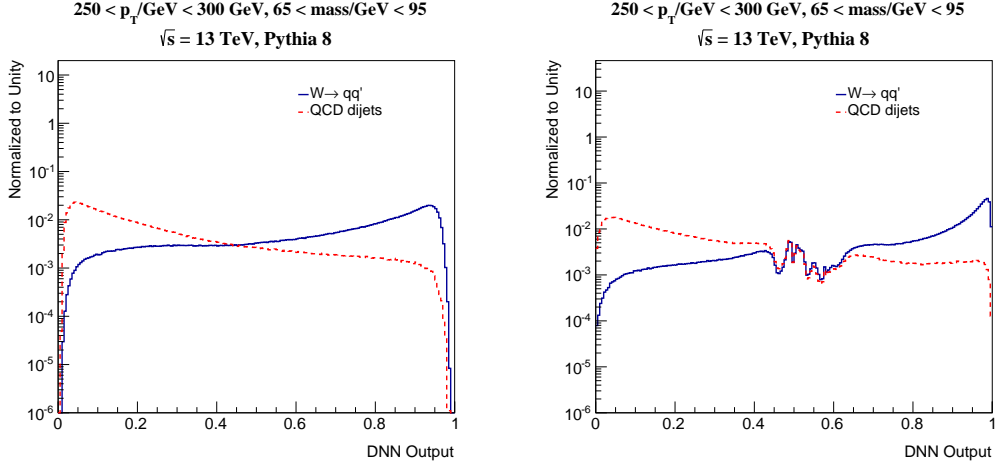 250 < p_T/GeV < 300 GeV, 65 < mass/GeV < 95
√s = 13 TeV, Pythia 8
Normalized to Unity
10
1
10^-1
10^-2
10^-3
10^-4
10^-5
10^-6
W→ qq'
QCD dijets
0 0.2 0.4 0.6 0.8 1
DNN Output
250 < p_T/GeV < 300 GeV, 65 < mass/GeV < 95
√s = 13 TeV, Pythia 8
Normalized to Unity
10
1
10^-1
10^-2
10^-3
10^-4
10^-5
10^-6
W→ qq'
QCD dijets
0 0.2 0.4 0.6 0.8 1
DNN Output